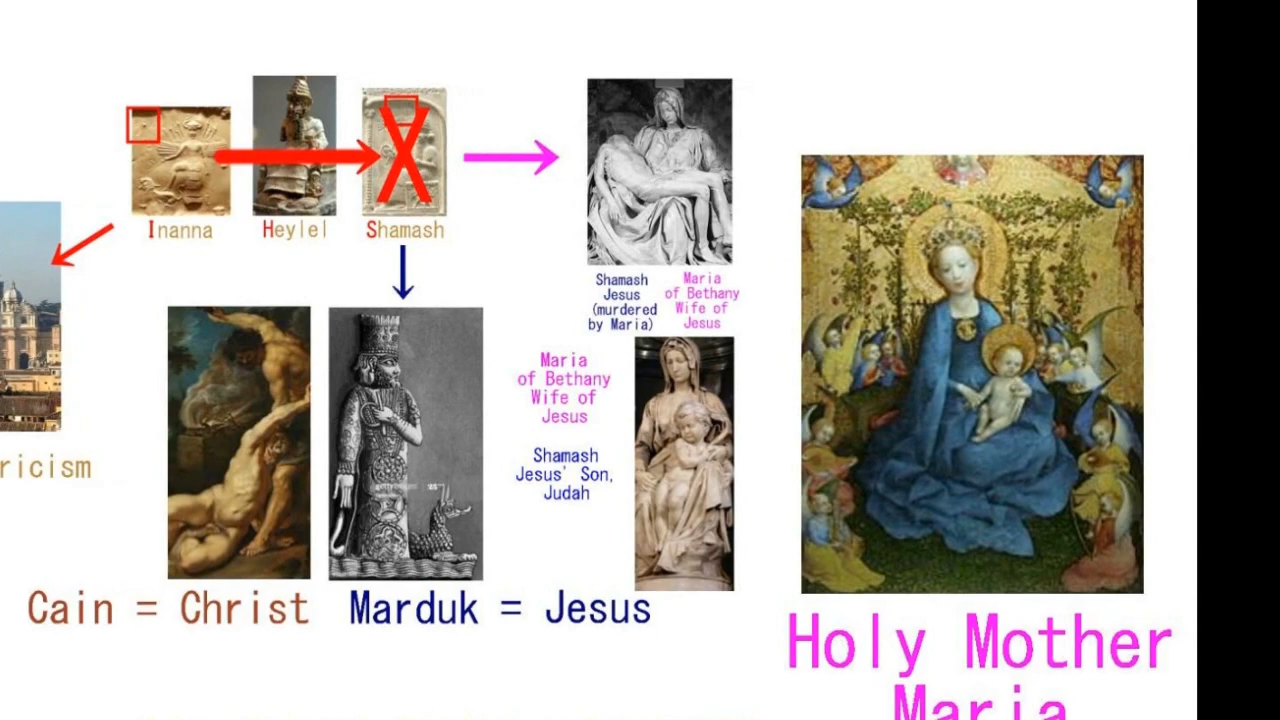 Inanna
Heylel
Shamash
Shamash
Jesus
(murdered
by Maria)
Maria
of Bethany
Wife of
Jesus
Maria
of Bethany
Wife of
Jesus
Shamash
Jesus' Son,
Judah
ricism
Cain = Christ
Marduk = Jesus
Holy Mother
Maria